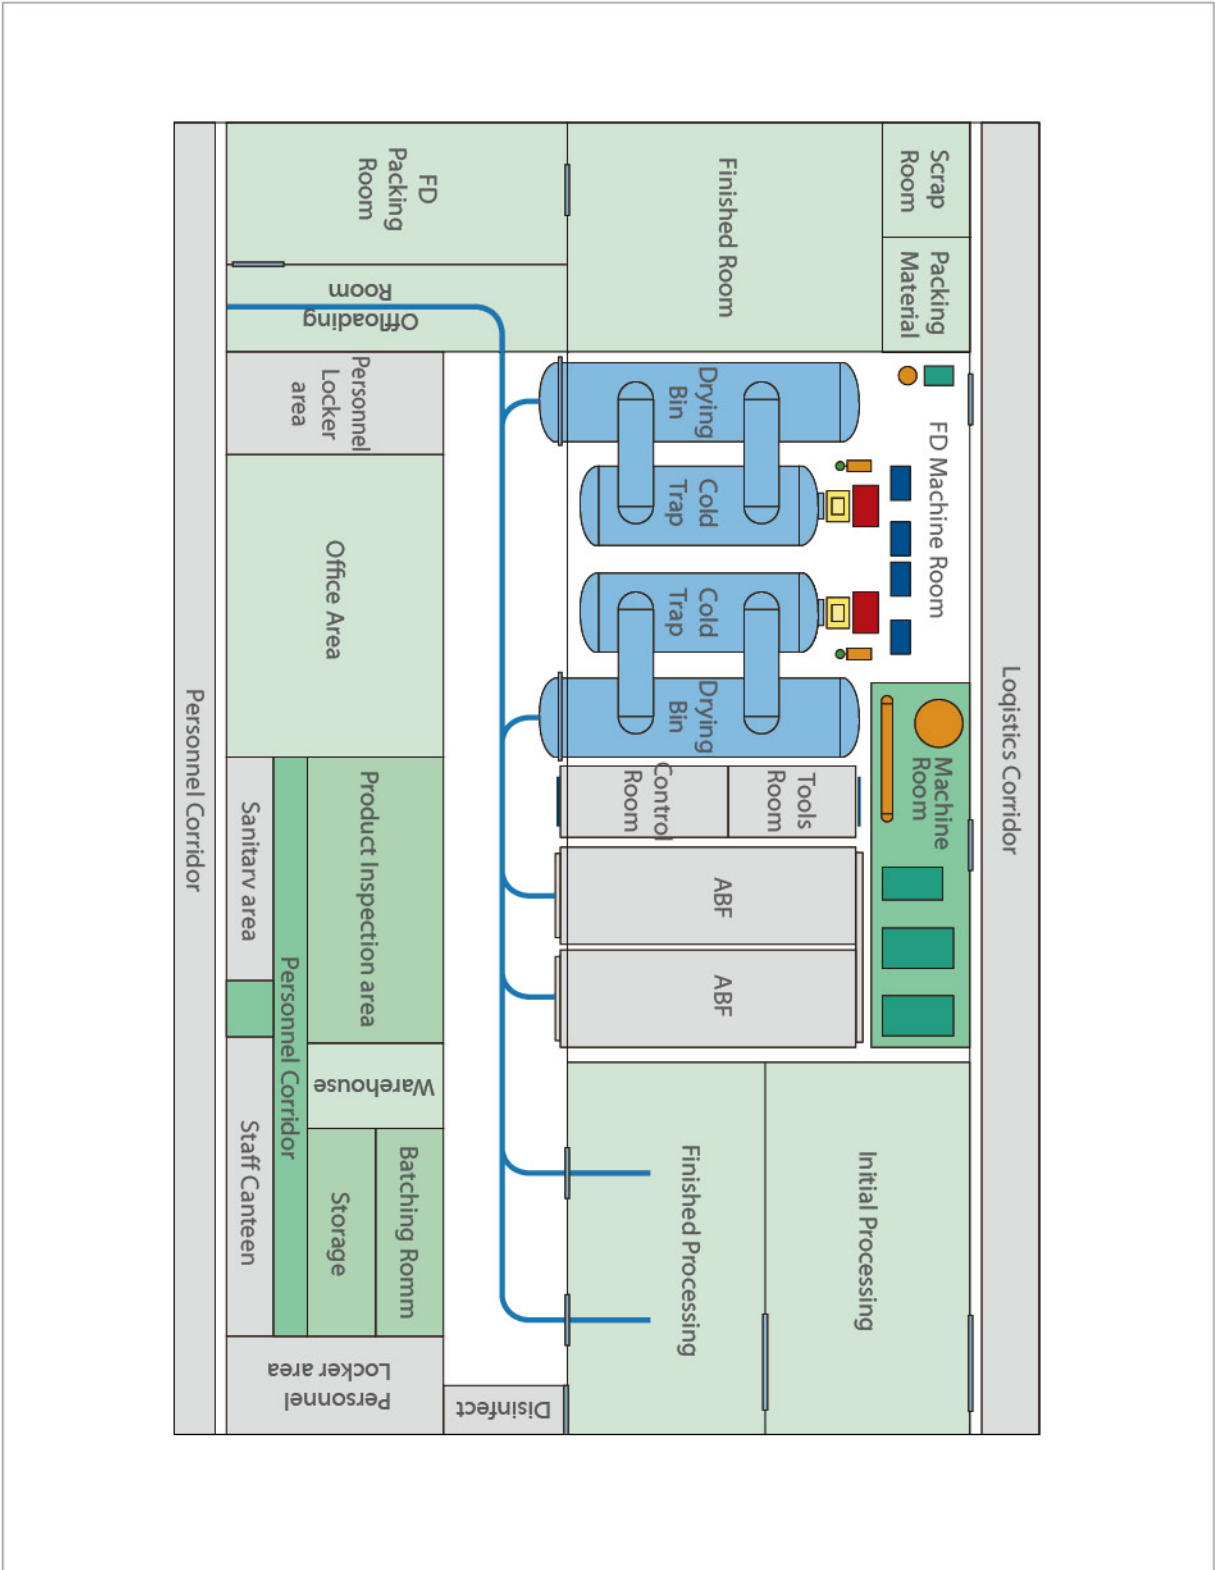 Scrap
Room
Packing
Material
Finished Room
FD
Packing
Room
Offloading
Room
Personnel
Locker
area
Office Area
Drying
Bin
Cold
Trap
Cold
Trap
Drying
Bin
FD Machine Room
Loqistics Corridor
Machine
Room
Tools
Room
Control
Room
ABF
ABF
Personnel Corridor
Sanitarv area
Product Inspection area
Personnel Corridor
Warehouse
Staff Canteen
Storage
Batching Romm
Initial Processing
Finished Processing
Personnel
Locker area
Disinfect